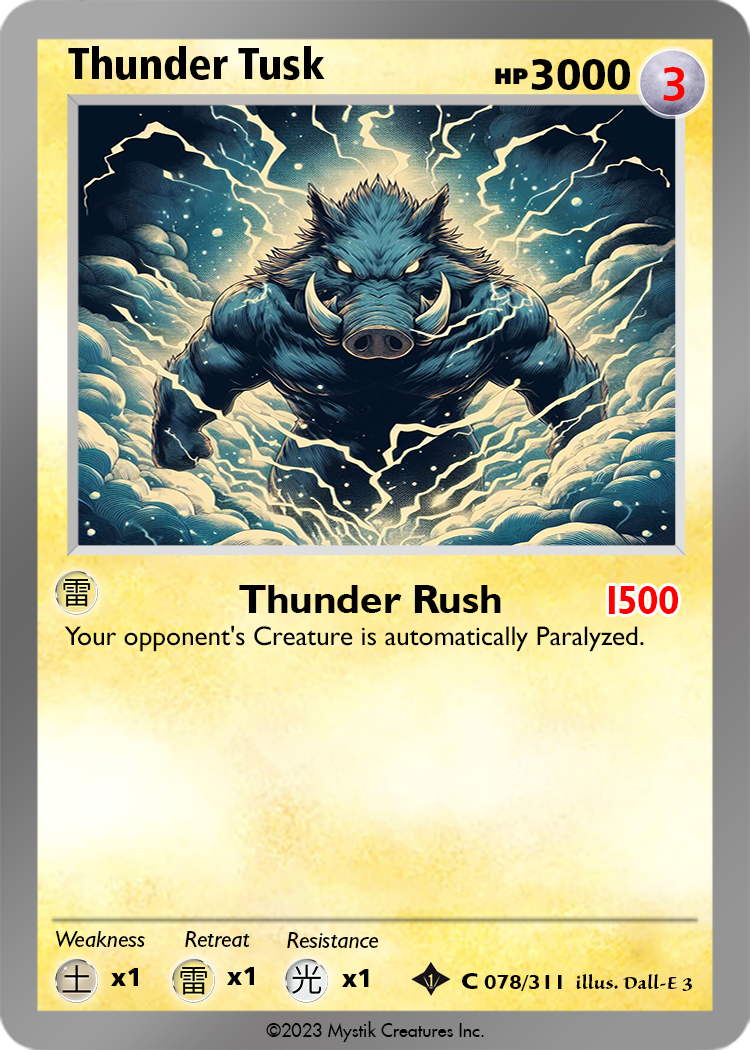 Thunder Tusk HP3000 3
雷 Thunder Rush 1500
Your opponent's Creature is automatically Paralyzed.
Weakness Retreat Resistance
土 x1 雷 x1 光 x1 1 C 078/311 illus. Dall-E 3
©2023 Mystik Creatures Inc.